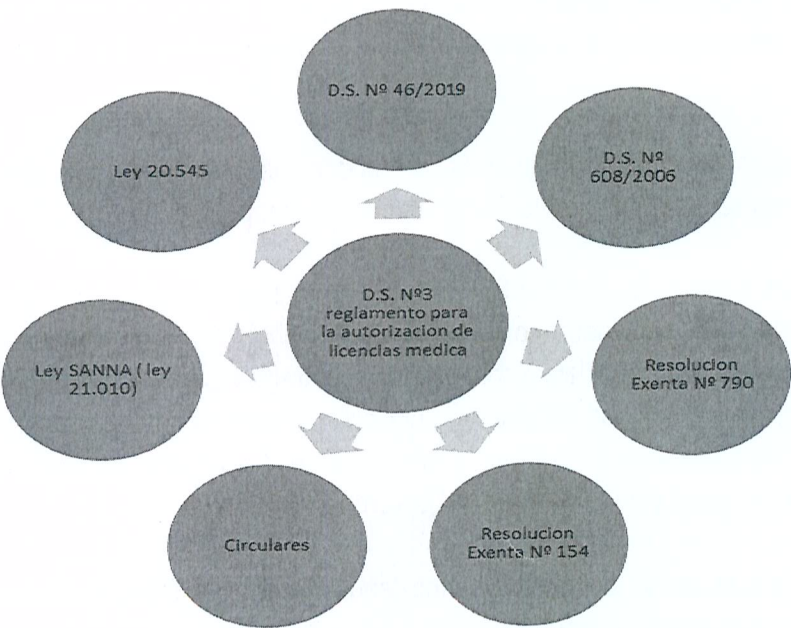 D.S. Nº 46/2019
D.S. Nº
608/2006
Ley 20.545
D.S. Nº3
reglamento para
la autorizacion de
licencias medica
Ley SANNA ( ley
21.010)
Resolucion
Exenta Nº 790
Circulares
Resolucion
Exenta Nº 154